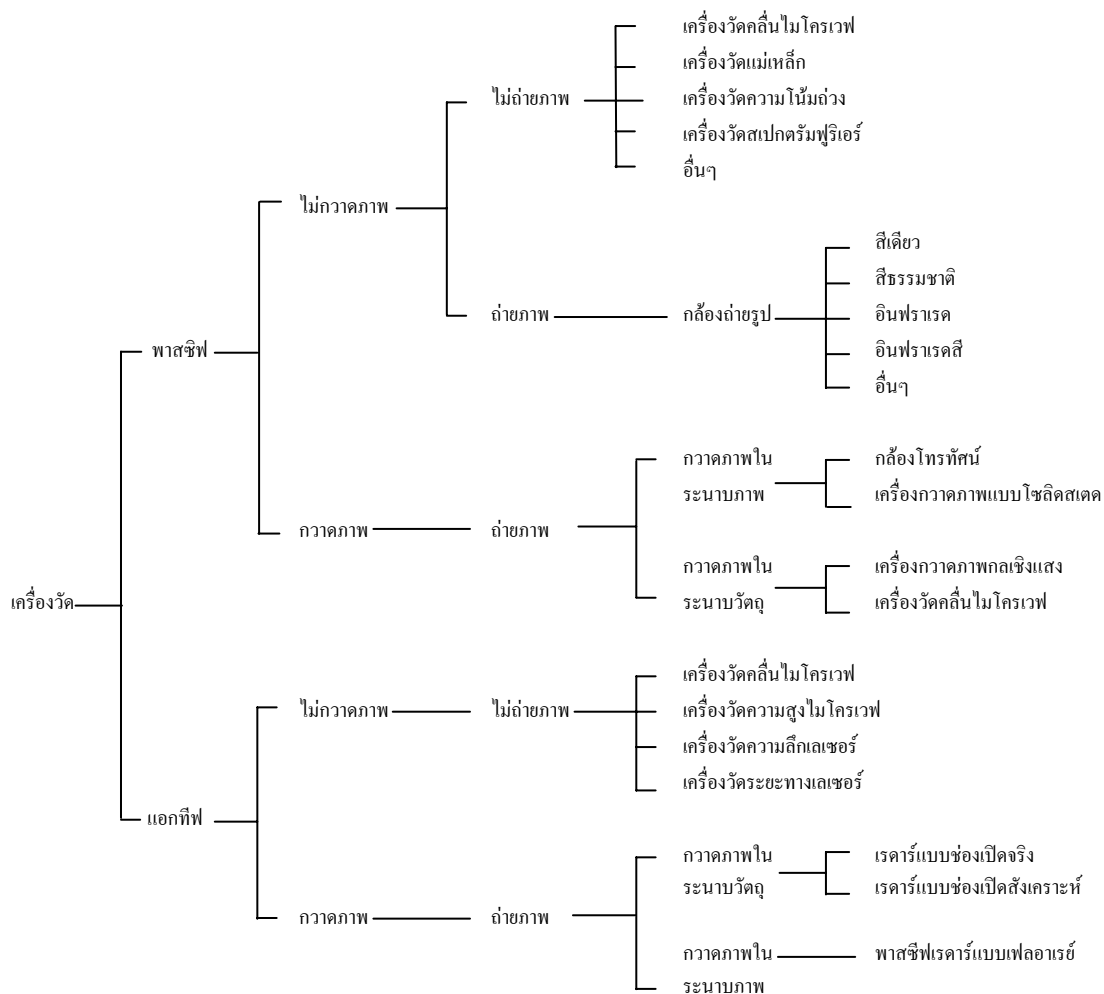 เครื่องวัดคลื่นไมโครเวฟ
เครื่องวัดแม่เหล็ก
ไม่ถ่ายภาพ
เครื่องวัดความโน้มถ่วง
เครื่องวัดสเปกตรัมฟูริเอร์
อื่นๆ
ไม่กวาดภาพ
สีเดียว
สีธรรมชาติ
ถ่ายภาพ
กล้องถ่ายรูป
อินฟราเรด
พาสซิฟ
อินฟราเรดสี
อื่นๆ
กวาดภาพใน
ระนาบภาพ
กล้องโทรทัศน์
เครื่องกวาดภาพแบบโซลิดสเตด
กวาดภาพ
ถ่ายภาพ
กวาดภาพใน
ระนาบวัตถุ
เครื่องกวาดภาพกลเชิงแสง
เครื่องวัดคลื่นไมโครเวฟ
เครื่องวัด
เครื่องวัดคลื่นไมโครเวฟ
ไม่กวาดภาพ
ไม่ถ่ายภาพ
เครื่องวัดความสูงไมโครเวฟ
เครื่องวัดความลึกเลเซอร์
เครื่องวัดระยะทางเลเซอร์
แอกทีฟ
กวาดภาพใน
ระนาบวัตถุ
เรดาร์แบบช่องเปิดจริง
เรดาร์แบบช่องเปิดสังเคราะห์
กวาดภาพ
ถ่ายภาพ
กวาดภาพใน
ระนาบภาพ
พาสซีฟเรดาร์แบบเฟลอาเรย์